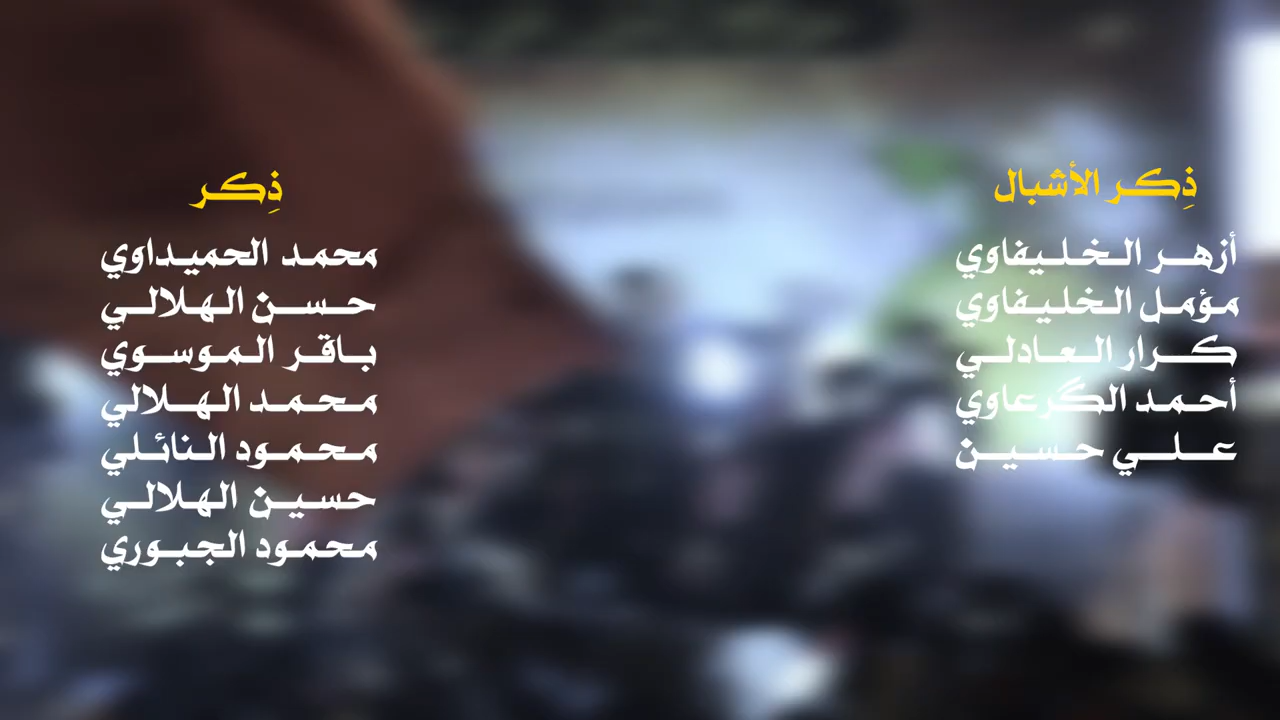 ذِكر الأشبال
أزهر الخليفاوي
مؤمل الخليفاوي
كرار العادلي
أحمد الگرعاوي
علي حسين
ذِكر
محمد الحميداوي
حسن الهلالي
باقر الموسوي
محمد الهلالي
محمود النائلي
حسين الهلالي
محمود الجبوري